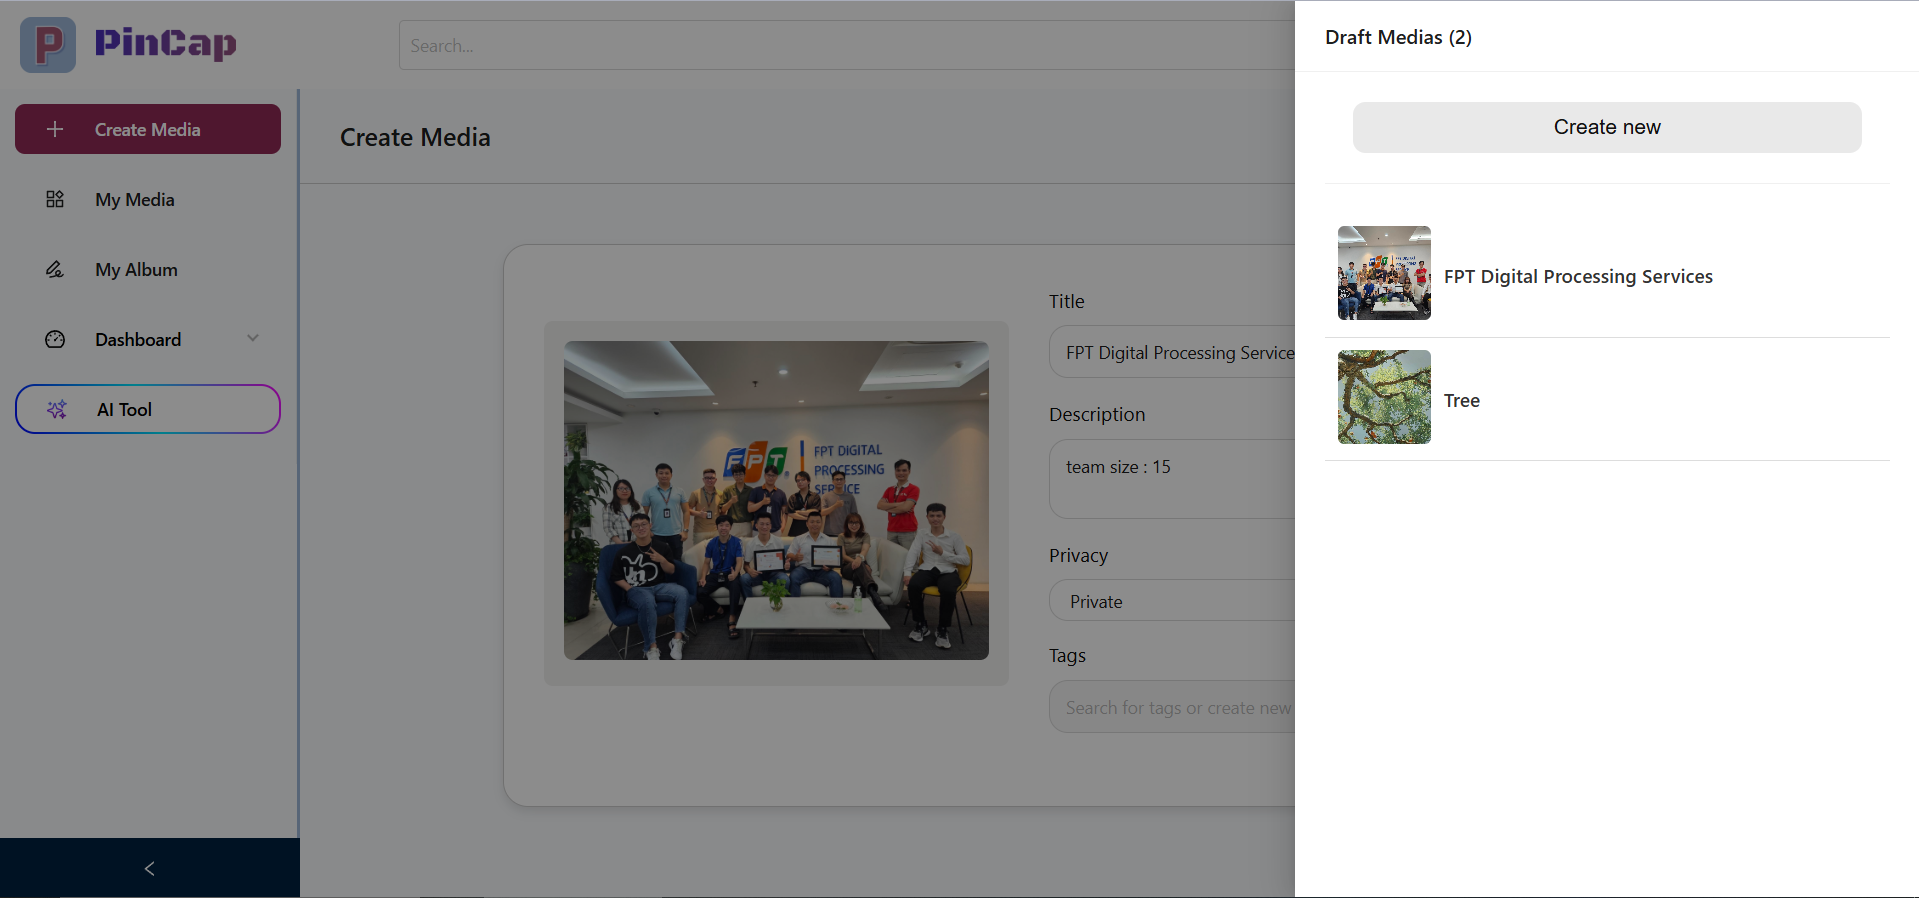 P PinCap
Search...
Create Media
My Media
My Album
Dashboard
AI Tool
Create Media
FPT
FPT DIGITAL
PROCESSING
SERVICE
Title
FPT Digital Processing Service
Description
team size : 15
Privacy
Private
Tags
Search for tags or create new
Draft Medias (2)
Create new
FPT Digital Processing Services
Tree